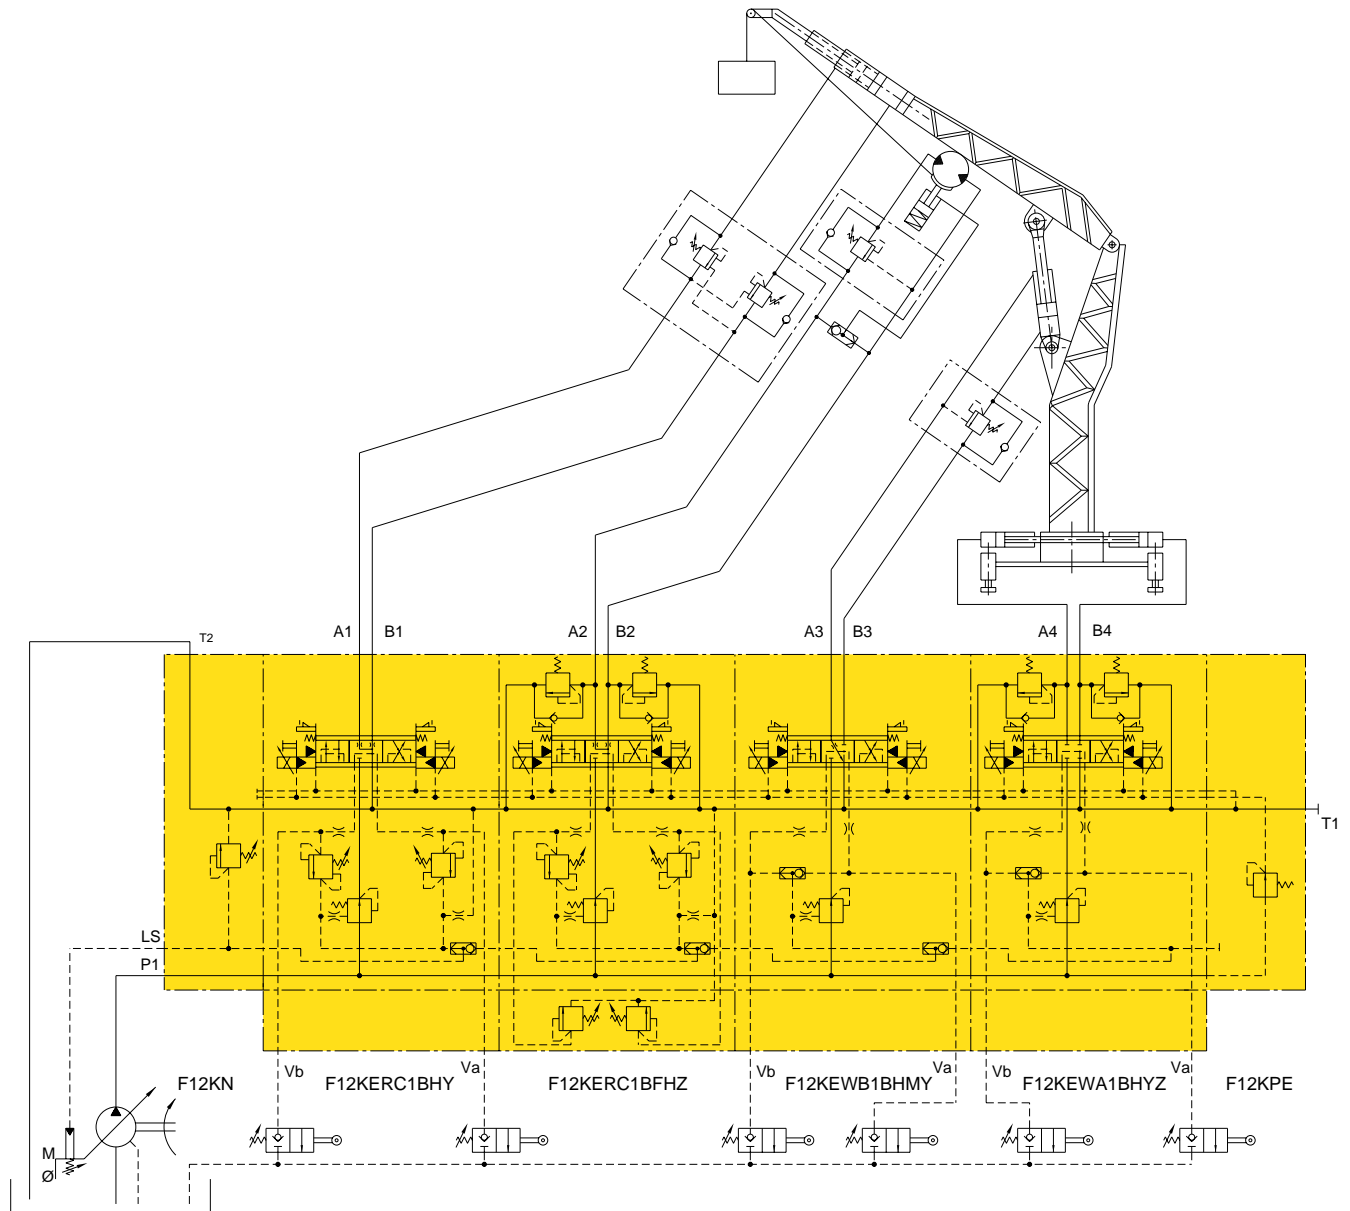 T2
A1
B1
A2
B2
A3
B3
A4
B4
T1
LS
P1
F12KN
Vb
F12KERC1BHY
Va
F12KERC1BFHZ
Vb
F12KEWB1BHMY
Va
Vb
F12KEWA1BHYZ
Va
F12KPE
M
Ø